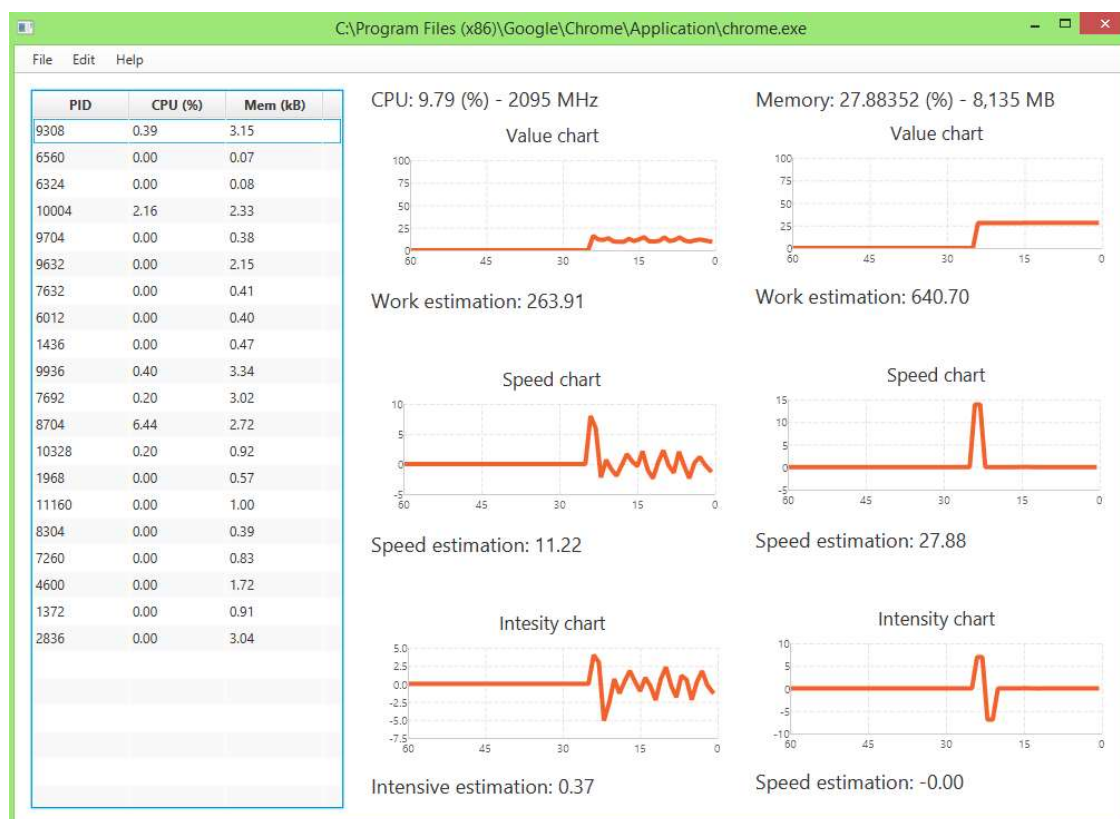 C:\Program Files (x86)\Google\Chrome\Application\chrome.exe
File Edit Help
PID CPU (%) Mem (kB)
9308 0.39 3.15
6560 0.00 0.07
6324 0.00 0.08
10004 2.16 2.33
9704 0.00 0.38
9632 0.00 2.15
7632 0.00 0.41
6012 0.00 0.40
1436 0.00 0.47
9936 0.40 3.34
7692 0.20 3.02
8704 6.44 2.72
10328 0.20 0.92
1968 0.00 0.57
11160 0.00 1.00
8304 0.00 0.39
7260 0.00 0.83
4600 0.00 1.72
1372 0.00 0.91
2836 0.00 3.04
CPU: 9.79 (%) - 2095 MHz
Value chart
100
75
50
25
0
60 45 30 15 0
Work estimation: 263.91
Speed chart
10
5
0
-5
60 45 30 15 0
Speed estimation: 11.22
Intesity chart
5.0
2.5
0.0
-2.5
-5.0
-7.5
60 45 30 15 0
Intensive estimation: 0.37
Memory: 27.88352 (%) - 8,135 MB
Value chart
100
75
50
25
0
60 45 30 15 0
Work estimation: 640.70
Speed chart
15
10
5
0
-5
60 45 30 15 0
Speed estimation: 27.88
Intensity chart
10
5
0
-5
-10
60 45 30 15 0
Speed estimation: -0.00